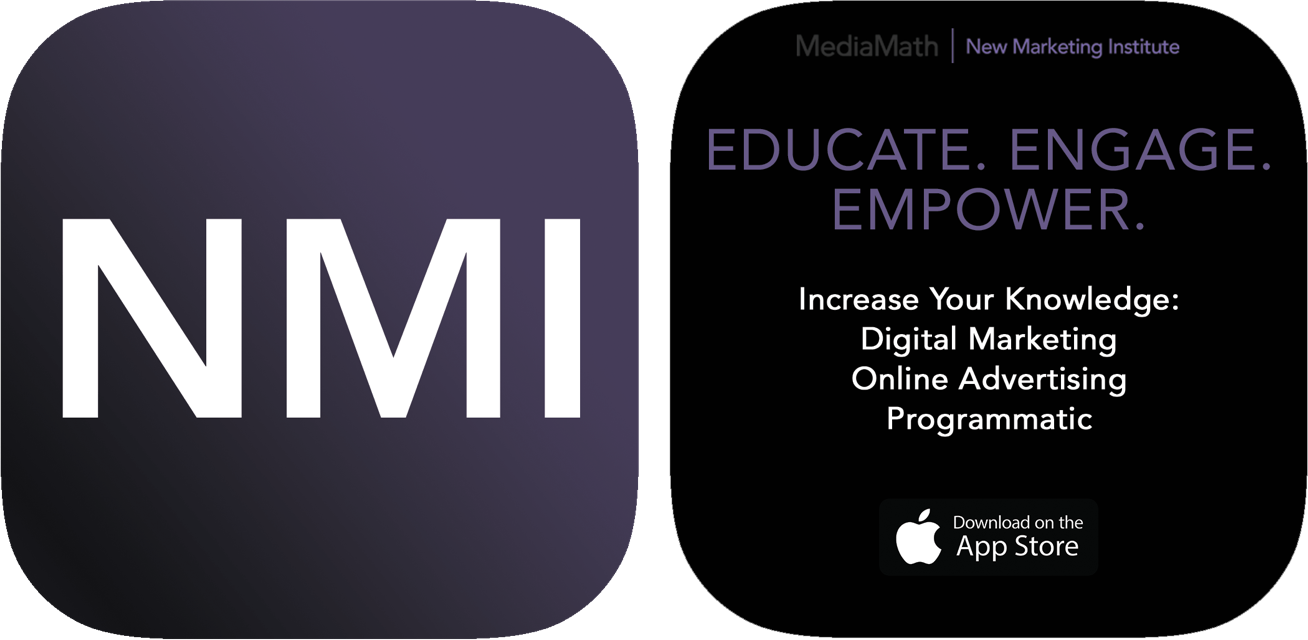 NMI
MediaMath | New Marketing Institute
EDUCATE. ENGAGE.
EMPOWER.
Increase Your Knowledge:
Digital Marketing
Online Advertising
Programmatic
Download on the
App Store